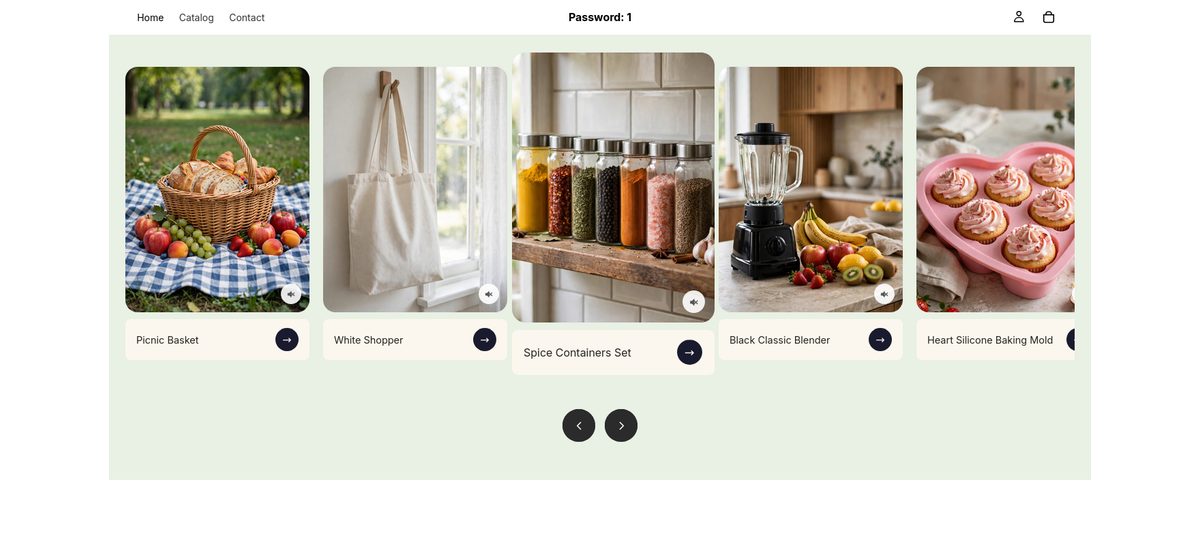 Home Catalog Contact Password: 1
Picnic Basket
White Shopper
Spice Containers Set
Black Classic Blender
Heart Silicone Baking Mold